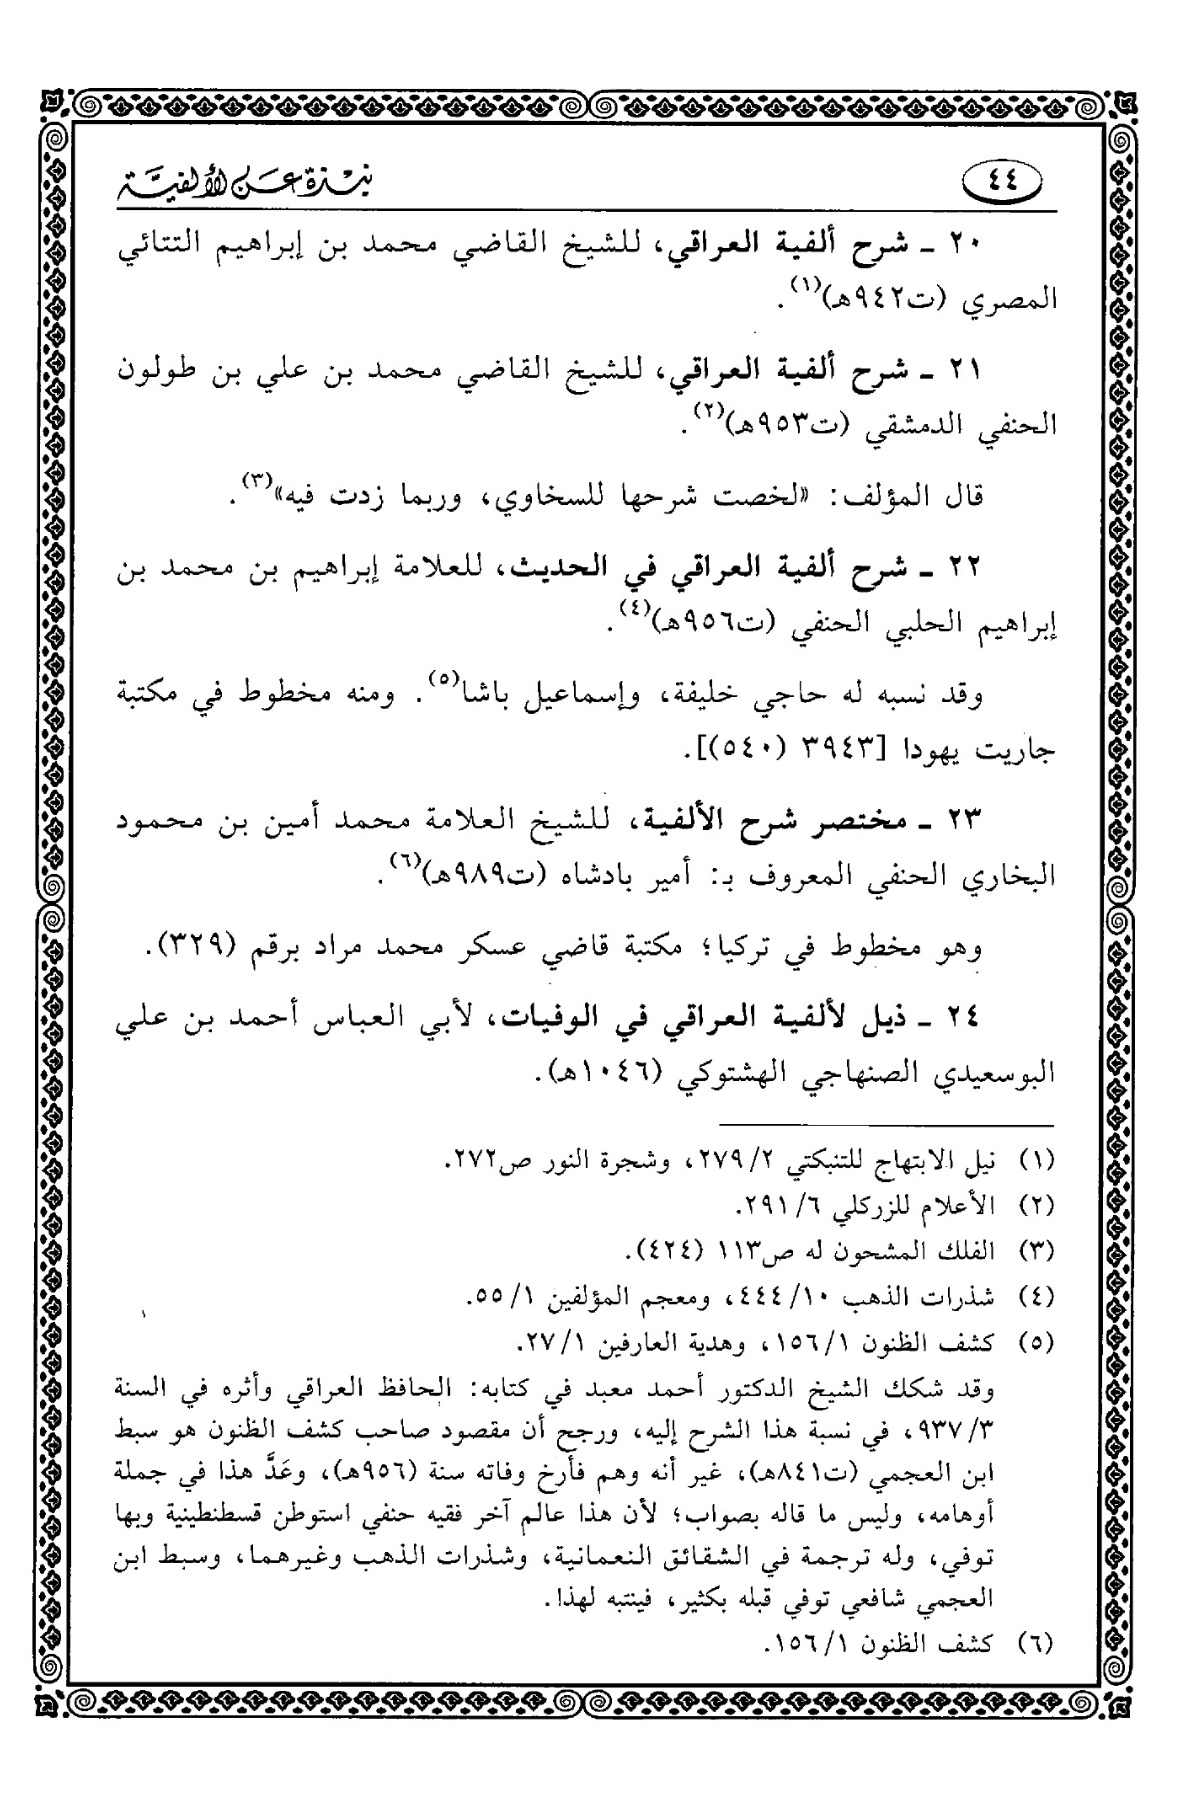 ٤٤
نبذة عن الألفية
٢٠ ـ شرح ألفية العراقي، للشيخ القاضي محمد بن إبراهيم التتائي
المصري (ت٩٤٢هـ)(١).
٢١ ـ شرح ألفية العراقي، للشيخ القاضي محمد بن علي بن طولون
الحنفي الدمشقي (ت٩٥٣هـ)(٢).
قال المؤلف: «لخصت شرحها للسخاوي، وربما زدت فيه»(٣).
٢٢ ـ شرح ألفية العراقي في الحديث، للعلامة إبراهيم بن محمد بن
إبراهيم الحلبي الحنفي (ت٩٥٦هـ)(٤).
وقد نسبه له حاجي خليفة، وإسماعيل باشا(٥). ومنه مخطوط في مكتبة
جاريت يهودا [٣٩٤٣ (٥٤٠)].
٢٣ ـ مختصر شرح الألفية، للشيخ العلامة محمد أمين بن محمود
البخاري الحنفي المعروف بـ: أمير بادشاه (ت٩٨٩هـ)(٦).
وهو مخطوط في تركيا؛ مكتبة قاضي عسكر محمد مراد برقم (٣٢٩).
٢٤ ـ ذيل لألفية العراقي في الوفيات، لأبي العباس أحمد بن علي
البوسعيدي الصنهاجي الهشتوكي (١٠٤٦هـ).
(١) نيل الابتهاج للتنبكتي ٢/ ٢٧٩، وشجرة النور ص٢٧٢.
(٢) الأعلام للزركلي ٦/ ٢٩١.
(٣) الفلك المشحون له ص١١٣ (٤٢٤).
(٤) شذرات الذهب ١٠/ ٤٤٤، ومعجم المؤلفين ١/ ٥٥.
(٥) كشف الظنون ١/ ١٥٦، وهدية العارفين ١/ ٢٧.
وقد شكك الشيخ الدكتور أحمد معبد في كتابه: الحافظ العراقي وأثره في السنة
٣/ ٩٣٧، في نسبة هذا الشرح إليه، ورجح أن مقصود صاحب كشف الظنون هو سبط
ابن العجمي (ت٨٤١هـ)، غير أنه وهم فأرخ وفاته سنة (٩٥٦هـ)، وعَدَّ هذا في جملة
أوهامه، وليس ما قاله بصواب؛ لأن هذا عالم آخر فقيه حنفي استوطن قسطنطينية وبها
توفي، وله ترجمة في الشقائق النعمانية، وشذرات الذهب وغيرهما، وسبط ابن
العجمي شافعي توفي قبله بكثير، فينتبه لهذا.
(٦) كشف الظنون ١/ ١٥٦.